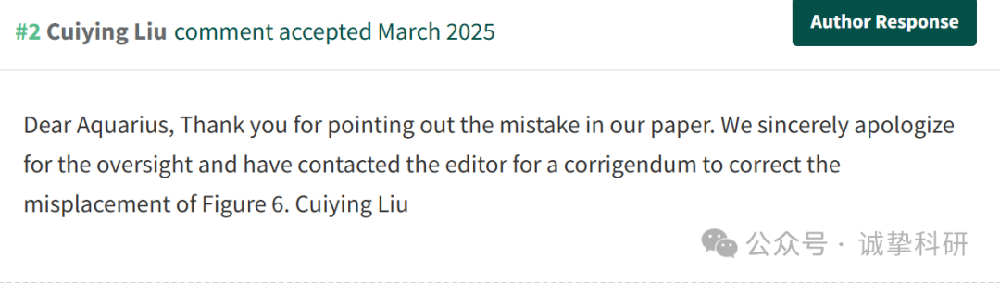 #2 Cuiying Liu comment accepted March 2025
Author Response
Dear Aquarius, Thank you for pointing out the mistake in our paper. We sincerely apologize
for the oversight and have contacted the editor for a corrigendum to correct the
misplacement of Figure 6. Cuiying Liu
公众号 · 诚挚科研